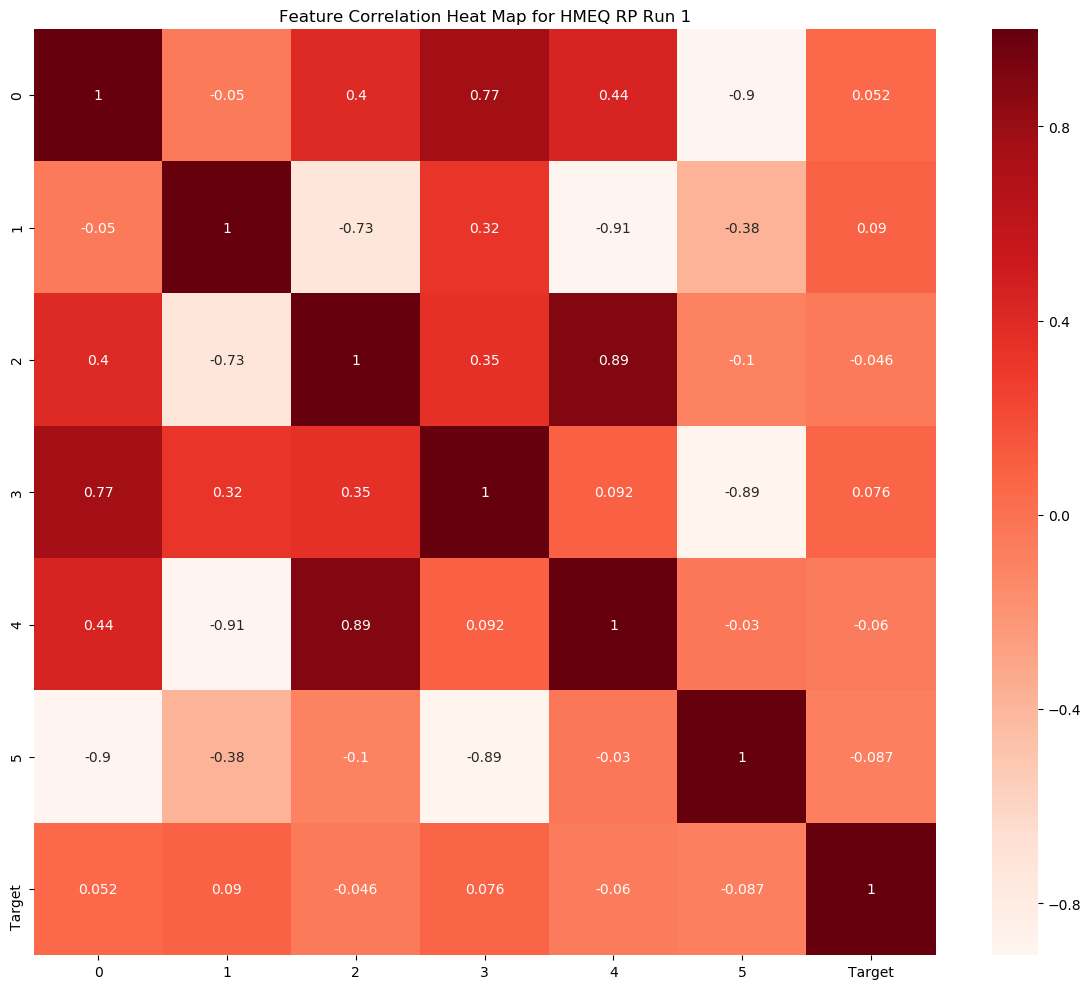 Feature Correlation Heat Map for HMEQ RP Run 1
0 1 -0.05 0.4 0.77 0.44 -0.9 0.052
1 -0.05 1 -0.73 0.32 -0.91 -0.38 0.09
2 0.4 -0.73 1 0.35 0.89 -0.1 -0.046
3 0.77 0.32 0.35 1 0.092 -0.89 0.076
4 0.44 -0.91 0.89 0.092 1 -0.03 -0.06
5 -0.9 -0.38 -0.1 -0.89 -0.03 1 -0.087
Target 0.052 0.09 -0.046 0.076 -0.06 -0.087 1
0 1 2 3 4 5 Target
0.8
0.4
0.0
−0.4
−0.8